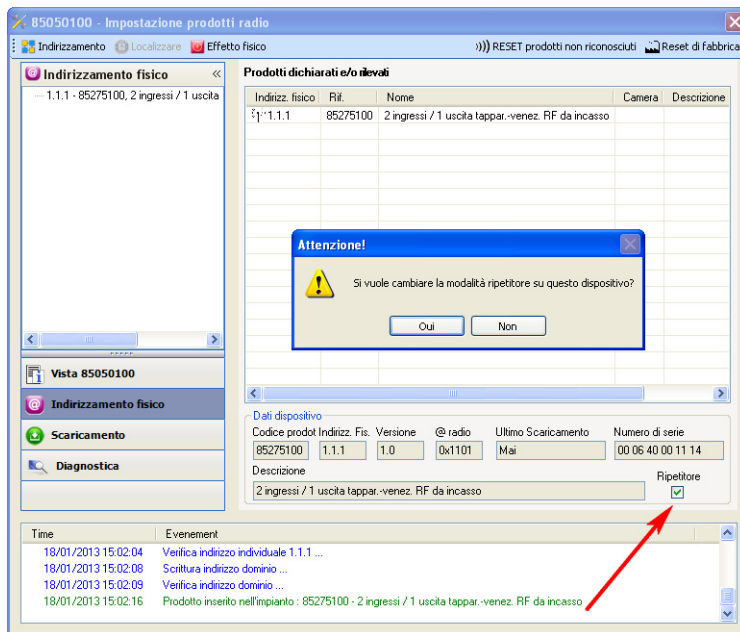 85050100 - Impostazione prodotti radio
Indirizzamento Localizzare Effetto fisico ))) RESET prodotti non riconosciuti Reset di fabbrica
Indirizzamento fisico «
1.1.1 - 85275100, 2 ingressi / 1 uscita
Prodotti dichiarati e/o rilevati
Indirizz. fisico Rif. Nome Camera Descrizione
1.1.1 85275100 2 ingressi / 1 uscita tappar.-venez. RF da incasso
Attenzione!
Si vuole cambiare la modalità ripetitore su questo dispositivo?
Oui Non
Vista 85050100
Indirizzamento fisico
Scaricamento
Diagnostica
Dati dispositivo
Codice prodot Indirizz. Fis. Versione @ radio Ultimo Scaricamento Numero di serie
85275100 1.1.1 1.0 0x1101 Mai 00 06 40 00 11 14
Descrizione Ripetitore
2 ingressi / 1 uscita tappar.-venez. RF da incasso
Time Evenement
18/01/2013 15:02:04 Verifica indirizzo individuale 1.1.1 ...
18/01/2013 15:02:08 Scrittura indirizzo dominio ...
18/01/2013 15:02:09 Verifica indirizzo dominio ...
18/01/2013 15:02:16 Prodotto inserito nell'impianto : 85275100 - 2 ingressi / 1 uscita tappar.-venez. RF da incasso